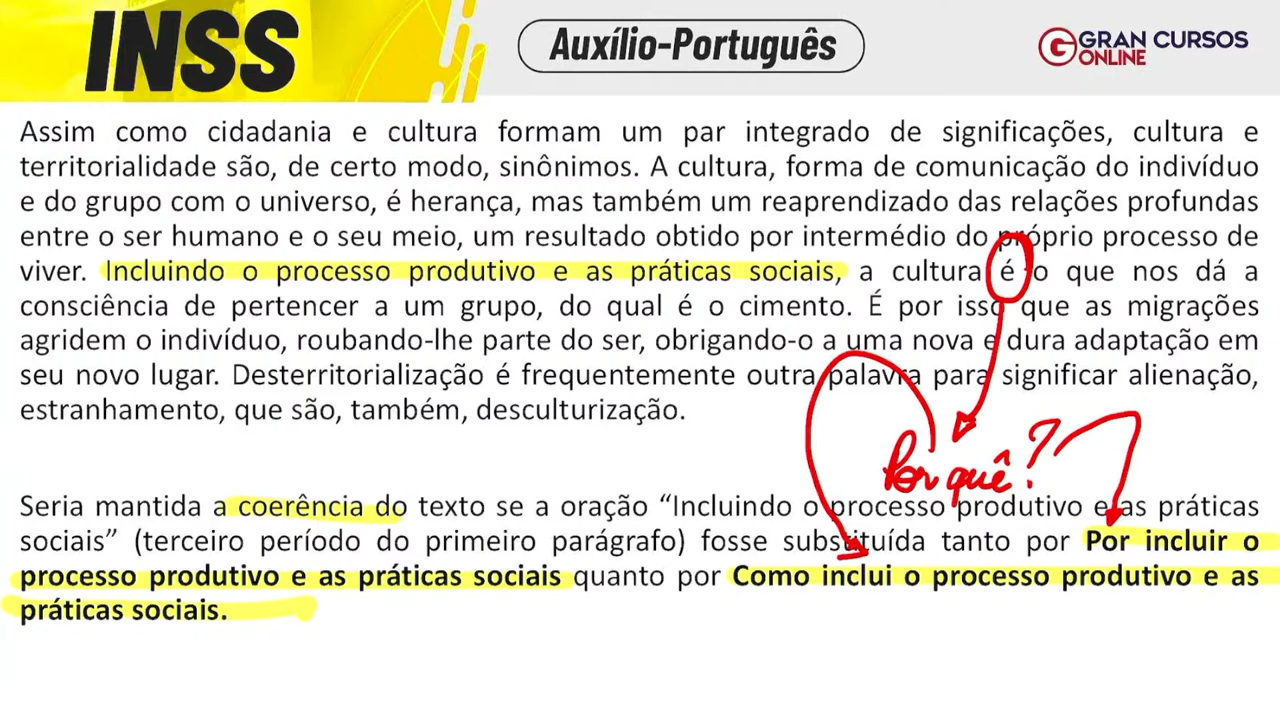 INSS
Auxílio-Português
GRAN CURSOS
ONLINE
Assim como cidadania e cultura formam um par integrado de significações, cultura e
territorialidade são, de certo modo, sinônimos. A cultura, forma de comunicação do indivíduo
e do grupo com o universo, é herança, mas também um reaprendizado das relações profundas
entre o ser humano e o seu meio, um resultado obtido por intermédio do próprio processo de
viver. Incluindo o processo produtivo e as práticas sociais, a cultura é o que nos dá a
consciência de pertencer a um grupo, do qual é o cimento. É por isso que as migrações
agridem o indivíduo, roubando-lhe parte do ser, obrigando-o a uma nova e dura adaptação em
seu novo lugar. Desterritorialização é frequentemente outra palavra para significar alienação,
estranhamento, que são, também, desculturização.
Por quê?
Seria mantida a coerência do texto se a oração “Incluindo o processo produtivo e as práticas
sociais” (terceiro período do primeiro parágrafo) fosse substituída tanto por Por incluir o
processo produtivo e as práticas sociais quanto por Como inclui o processo produtivo e as
práticas sociais.